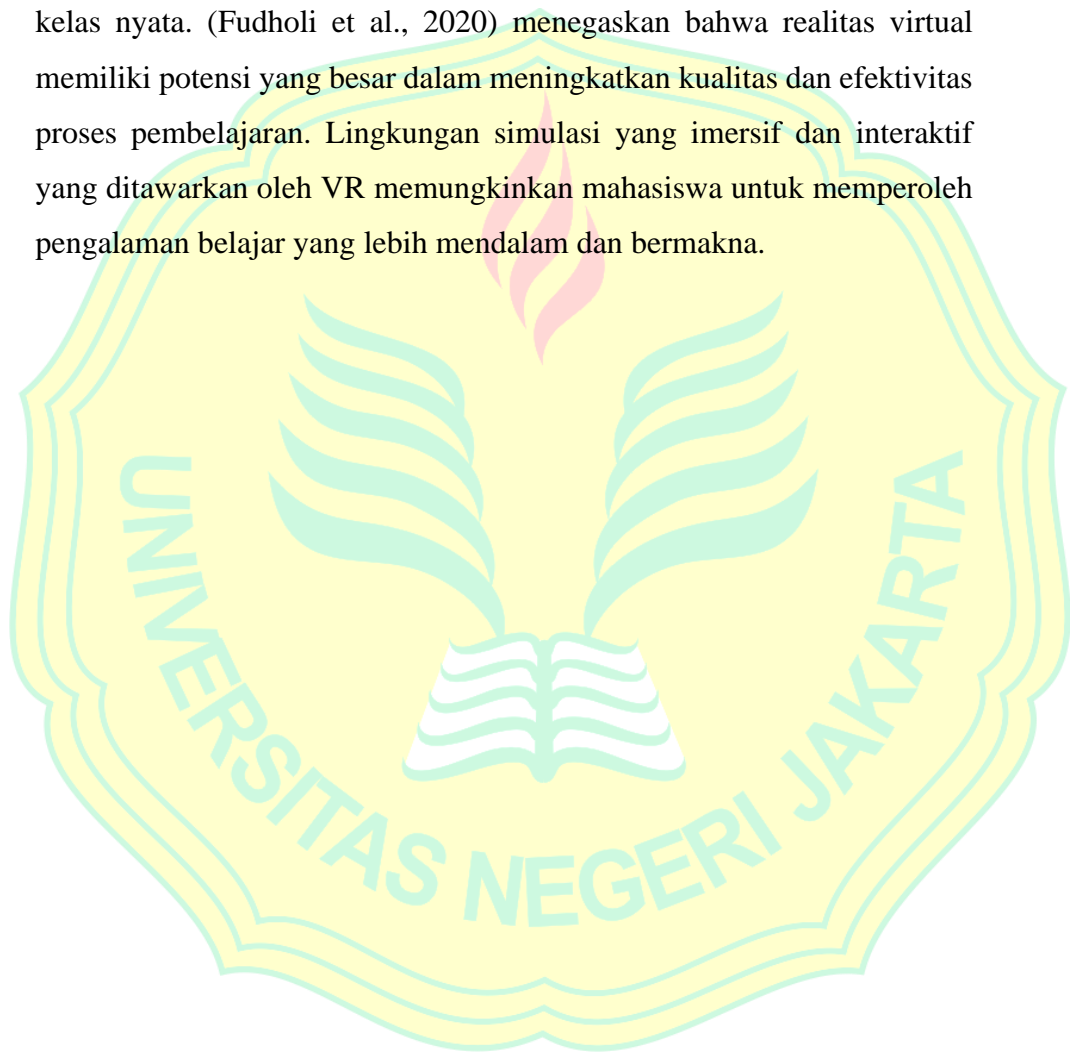 kelas nyata. (Fudholi et al., 2020) menegaskan bahwa realitas virtual
memiliki potensi yang besar dalam meningkatkan kualitas dan efektivitas
proses pembelajaran. Lingkungan simulasi yang imersif dan interaktif
yang ditawarkan oleh VR memungkinkan mahasiswa untuk memperoleh
pengalaman belajar yang lebih mendalam dan bermakna.
UNIVERSITAS NEGERI JAKARTA